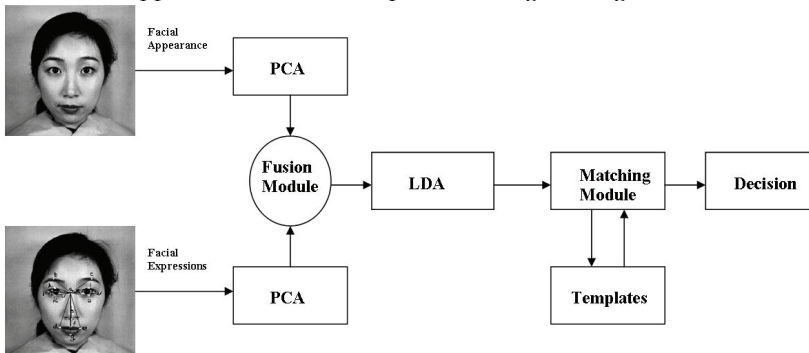 Facial
Appearance
PCA
Fusion
Module
LDA
Matching
Module
Decision
Facial
Expressions
PCA
Templates